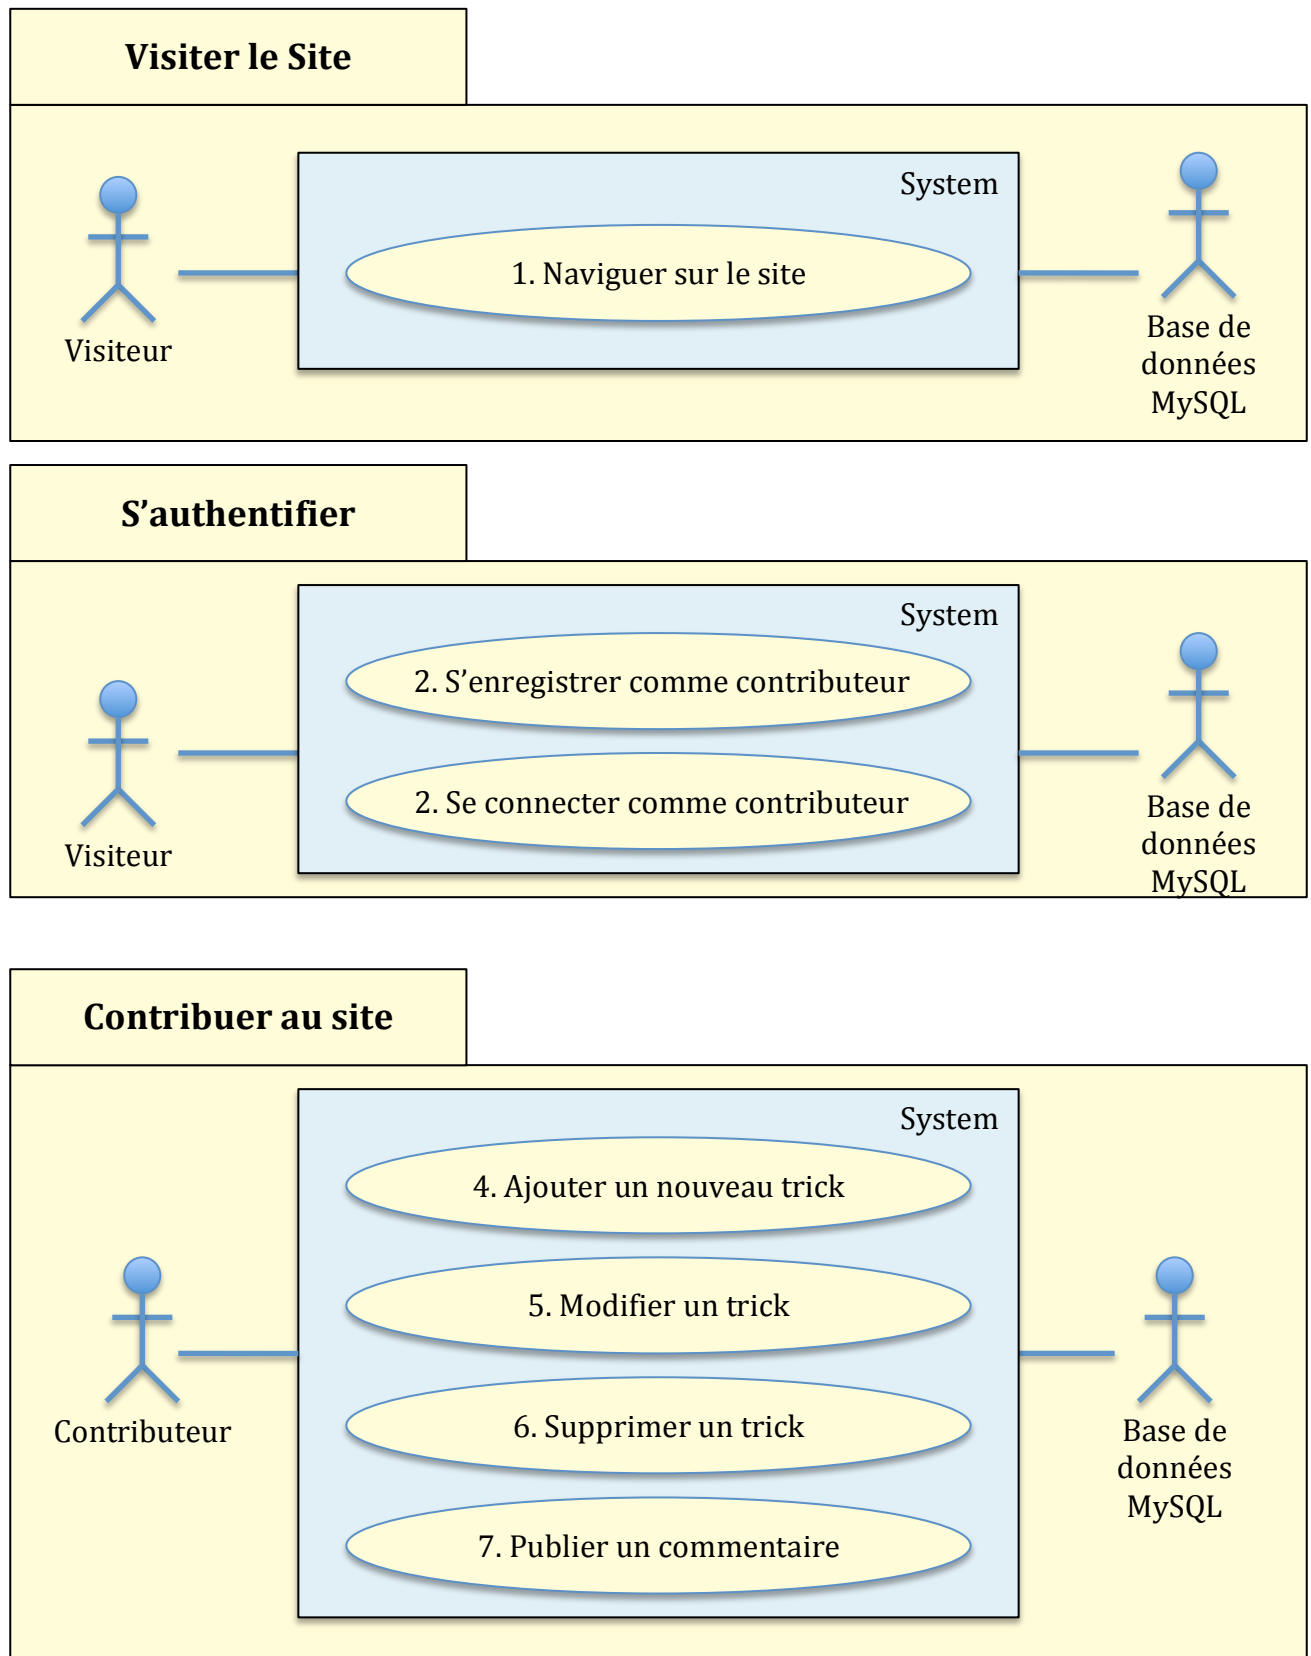 Visiter le Site
System
1. Naviguer sur le site
Visiteur
Base de
données
MySQL
S’authentifier
System
2. S’enregistrer comme contributeur
2. Se connecter comme contributeur
Visiteur
Base de
données
MySQL
Contribuer au site
System
4. Ajouter un nouveau trick
5. Modifier un trick
6. Supprimer un trick
7. Publier un commentaire
Contributeur
Base de
données
MySQL